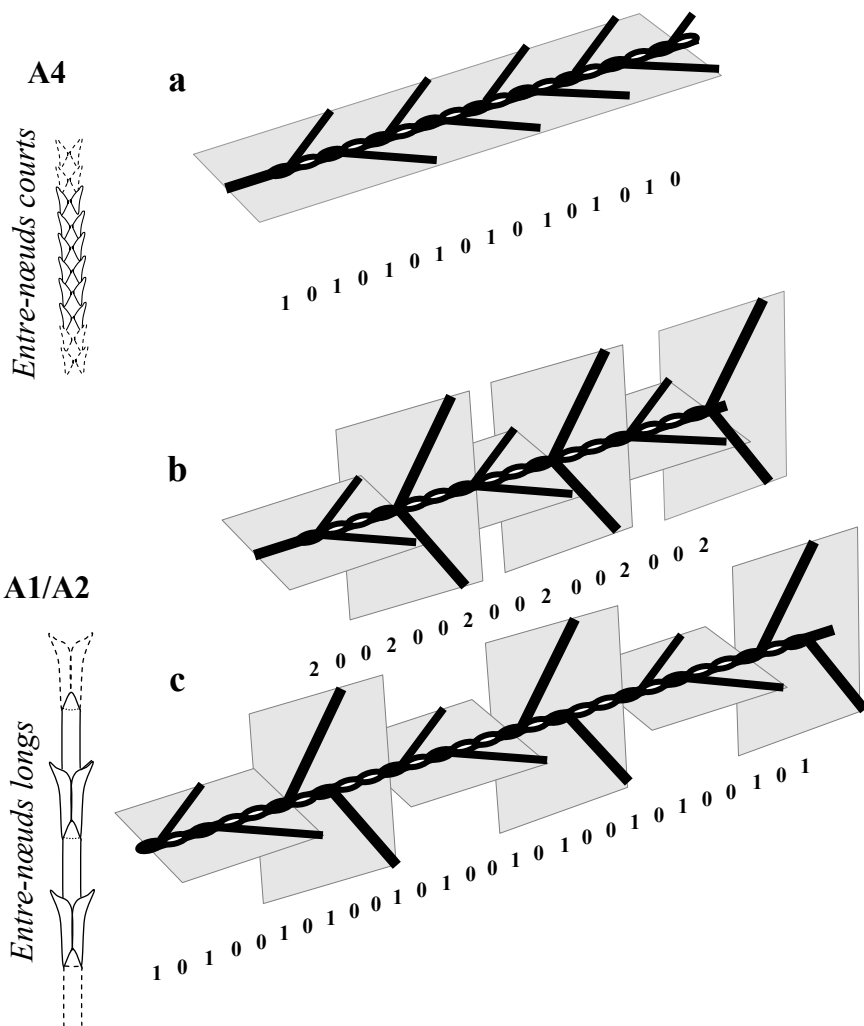 A4
a
Entre-nœuds courts
1 0 1 0 1 0 1 0 1 0 1 0 1 0 1 0
b
2 0 0 2 0 0 2 0 0 2 0 0 2 0 0 2
A1/A2
c
Entre-nœuds longs
1 0 1 0 0 1 0 1 0 0 1 0 1 0 0 1 0 1 0 0 1 0 1 0 0 1 0 1